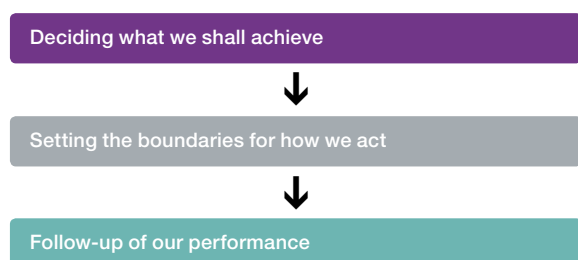 Deciding what we shall achieve
Setting the boundaries for how we act
Follow-up of our performance